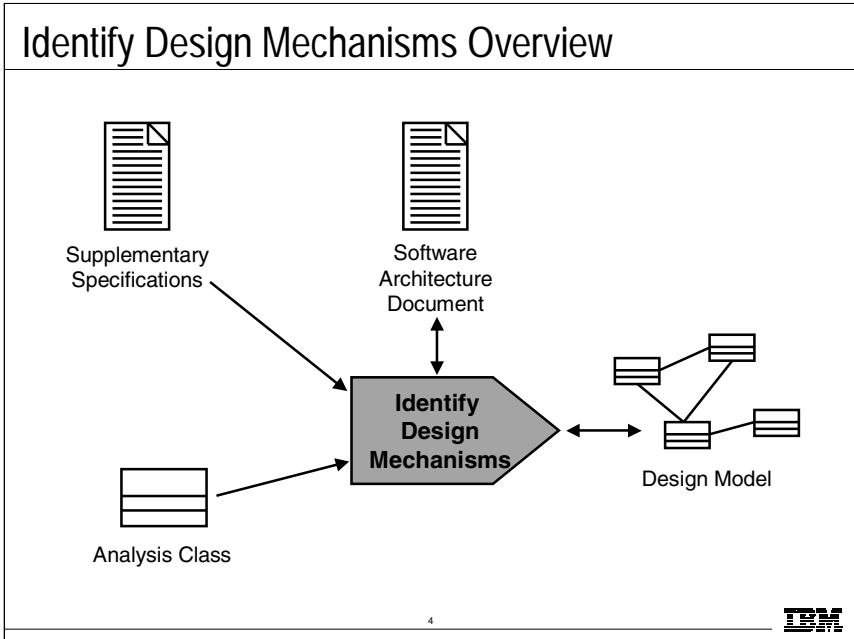 Identify Design Mechanisms Overview
Supplementary
Specifications
Software
Architecture
Document
Identify
Design
Mechanisms
Design Model
Analysis Class
4
IBM